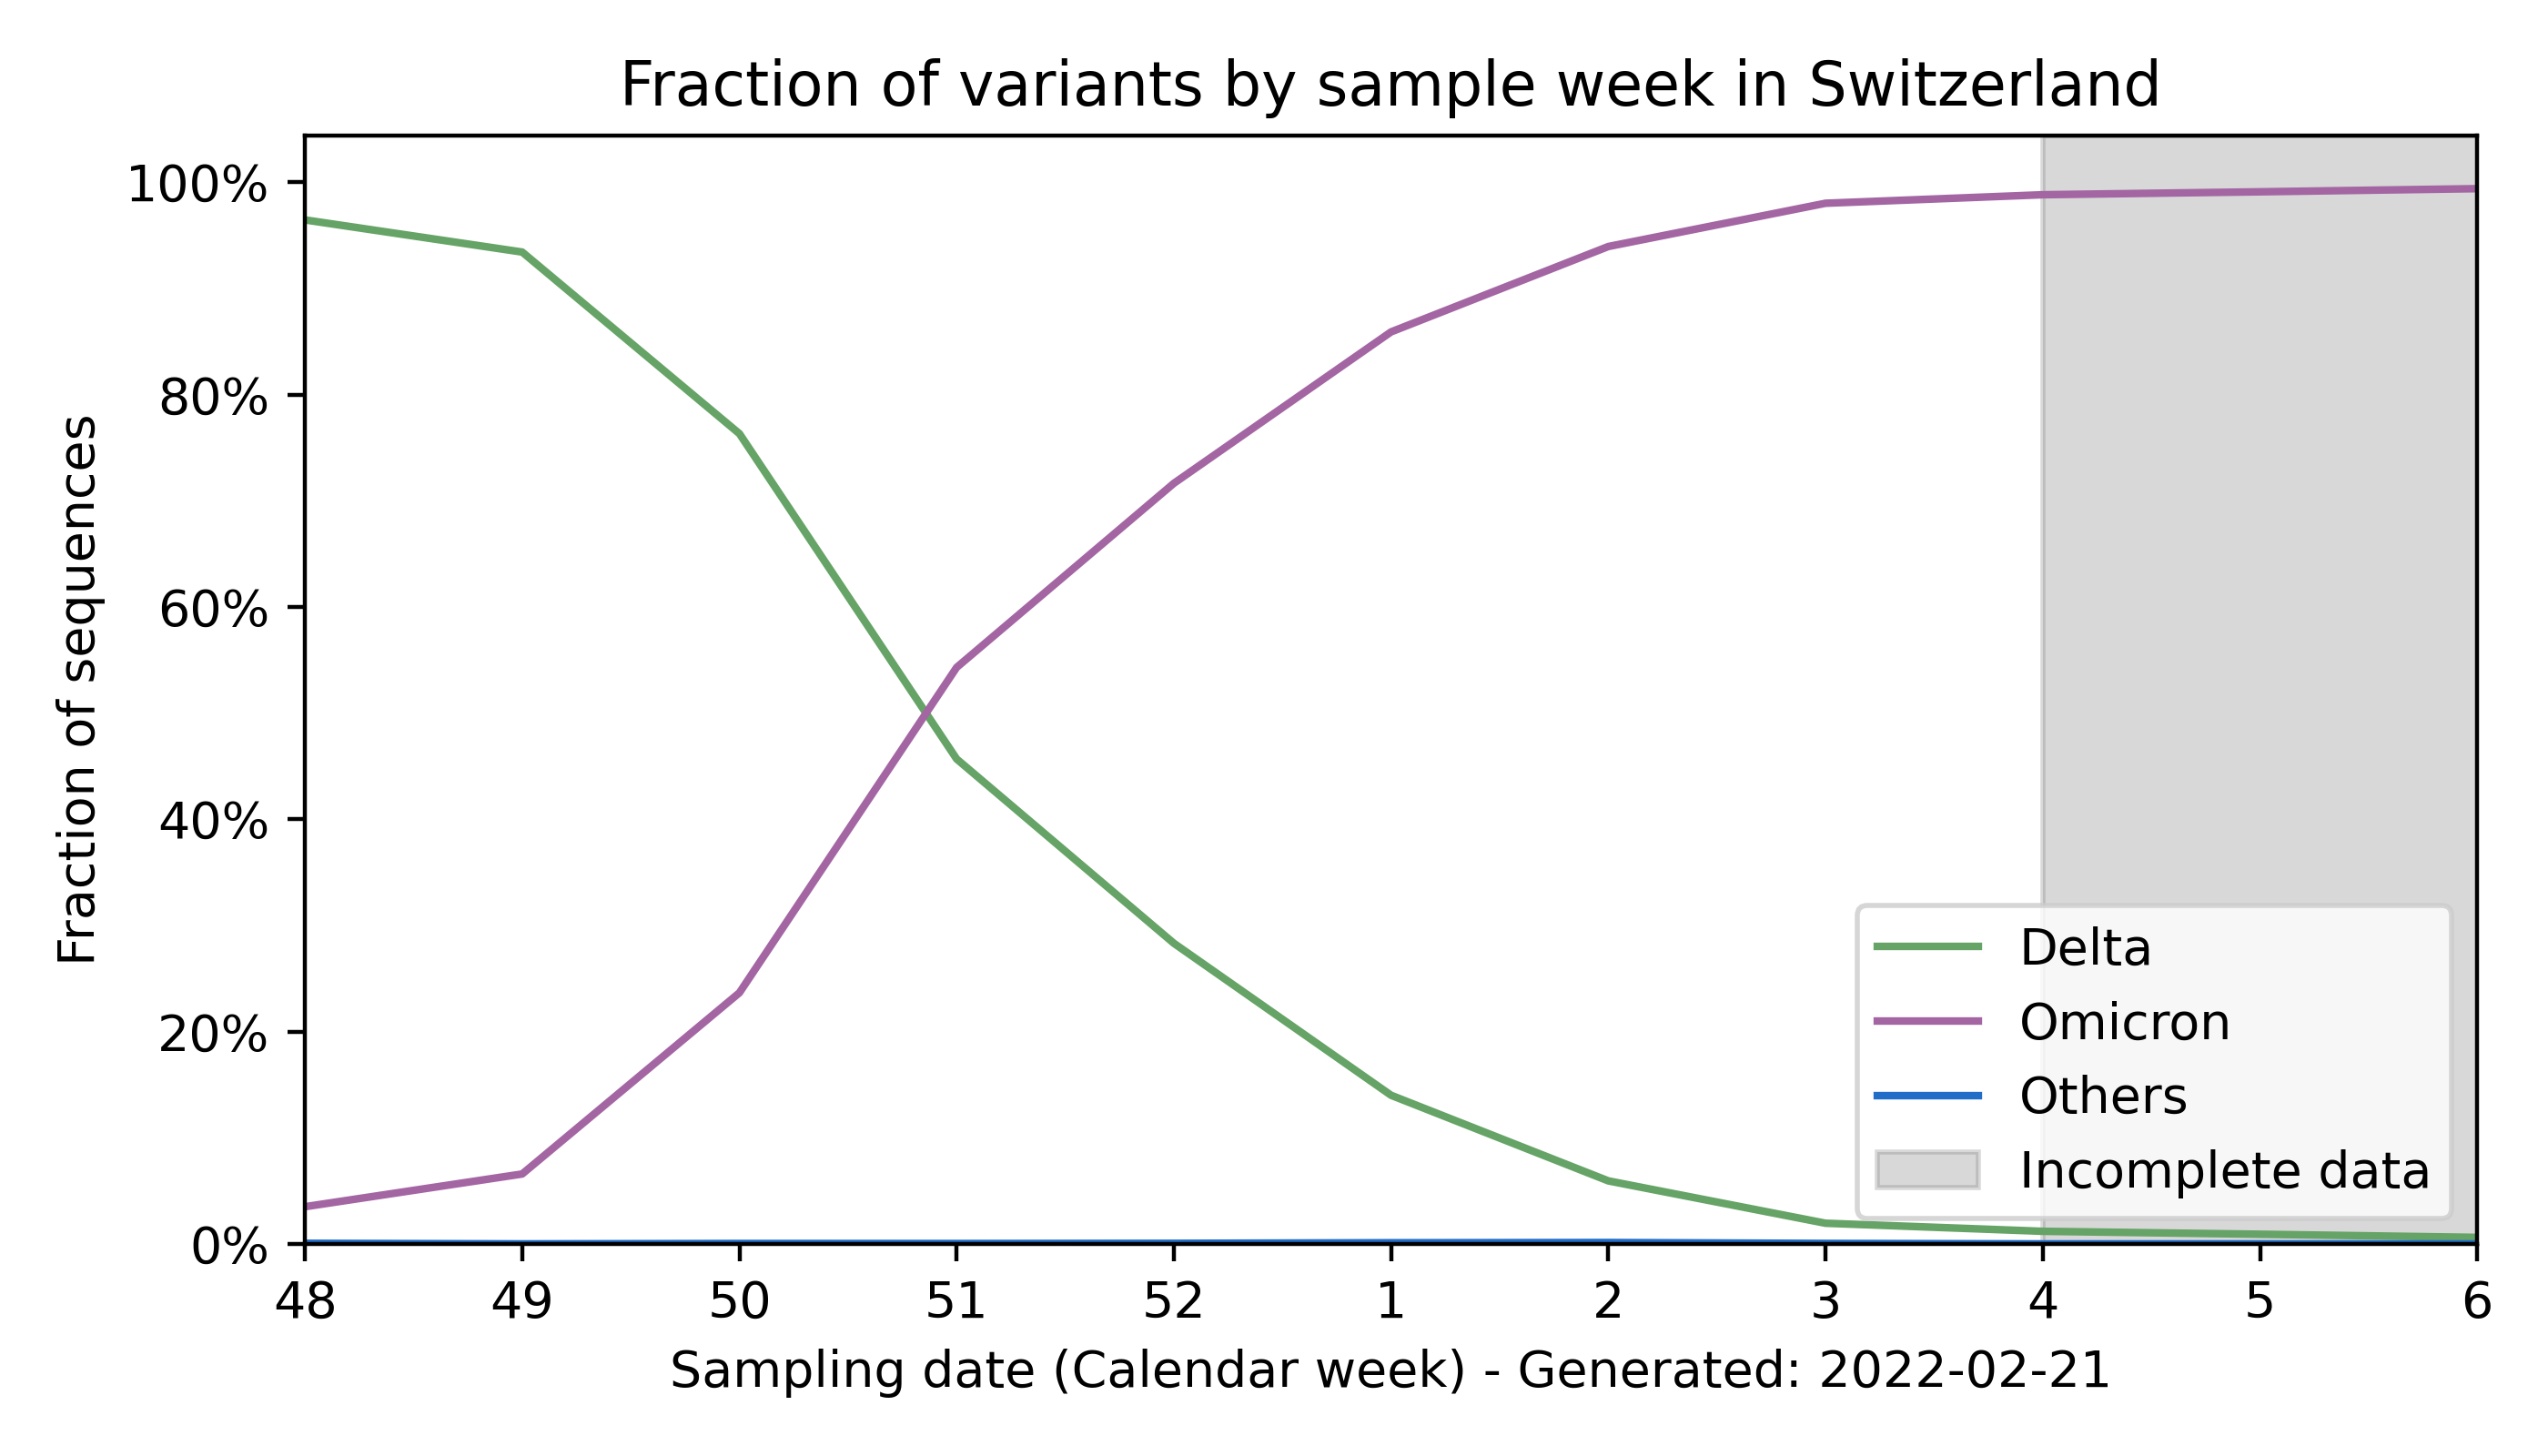 Fraction of variants by sample week in Switzerland
Fraction of sequences
100%
80%
60%
40%
20%
0%
48 49 50 51 52 1 2 3 4 5 6
Sampling date (Calendar week) - Generated: 2022-02-21
Delta
Omicron
Others
Incomplete data